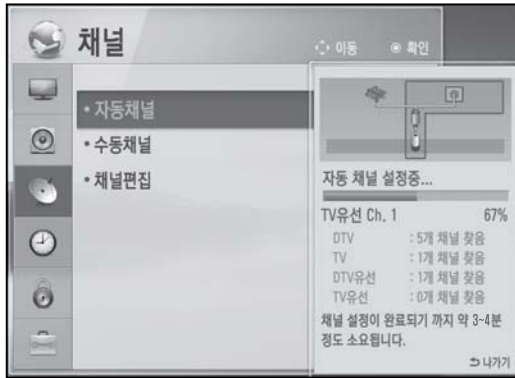 채널
이동 확인
• 자동채널
• 수동채널
• 채널편집
자동 채널 설정중...
TV유선 Ch. 1 67%
DTV : 5개 채널 찾음
TV : 1개 채널 찾음
DTV유선 : 1개 채널 찾음
TV유선 : 0개 채널 찾음
채널 설정이 완료되기 까지 약 3~4분
정도 소요됩니다.
나가기